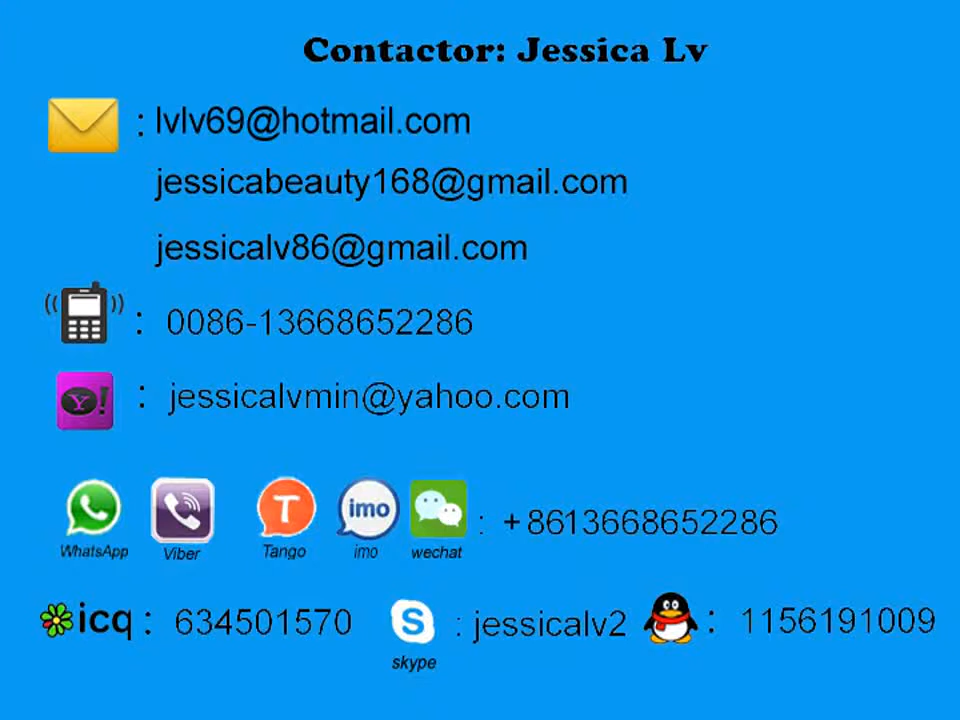 Contactor: Jessica Lv
: lvlv69@hotmail.com
jessicabeauty168@gmail.com
jessicalv86@gmail.com
: 0086-13668652286
Y! : jessicalvmin@yahoo.com
T imo : +8613668652286
WhatsApp Viber Tango imo wechat
icq : 634501570 S : jessicalv2 : 1156191009
skype